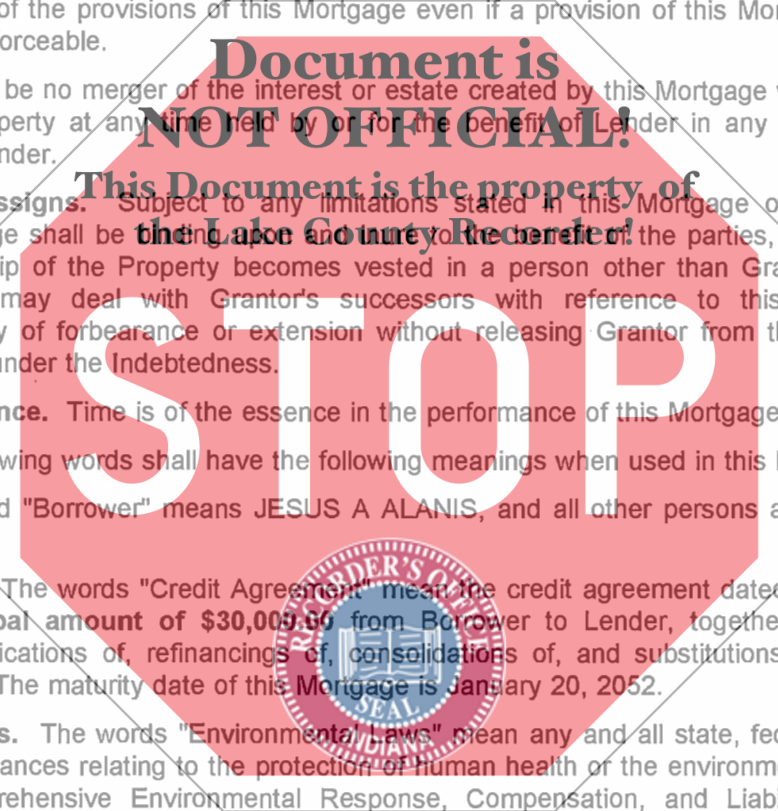 of the provisions of this Mortgage even if a provision of this Mor
orceable.
Document is
be no merger of the interest or estate created by this Mortgage
perty at any time held by or for the benefit of Lender in any
NOT OFFICIAL!
nder.
This Document is the property of
ssigns. Subject to any limitations stated in this Mortgage o
the Lake County Recorder!
ge shall be binding upon and inure to the benefit of the parties,
ip of the Property becomes vested in a person other than Gra
may deal with Grantor's successors with reference to this
y of forbearance or extension without releasing Grantor from th
nder the Indebtedness.
STOP
nce. Time is of the essence in the performance of this Mortgage
wing words shall have the following meanings when used in this
d "Borrower" means JESUS A ALANIS, and all other persons a
The words "Credit Agreement" mean the credit agreement dated
pal amount of $30,000.00 from Borrower to Lender, togethe
ications of, refinancings of, consolidations of, and substitutions
The maturity date of this Mortgage is January 20, 2052.
RECORDER'S OFFICE
SEAL
INDIANA
s. The words "Environmental Laws" mean any and all state, fed
ances relating to the protection of human health or the environme
rehensive Environmental Response, Compensation, and Liab